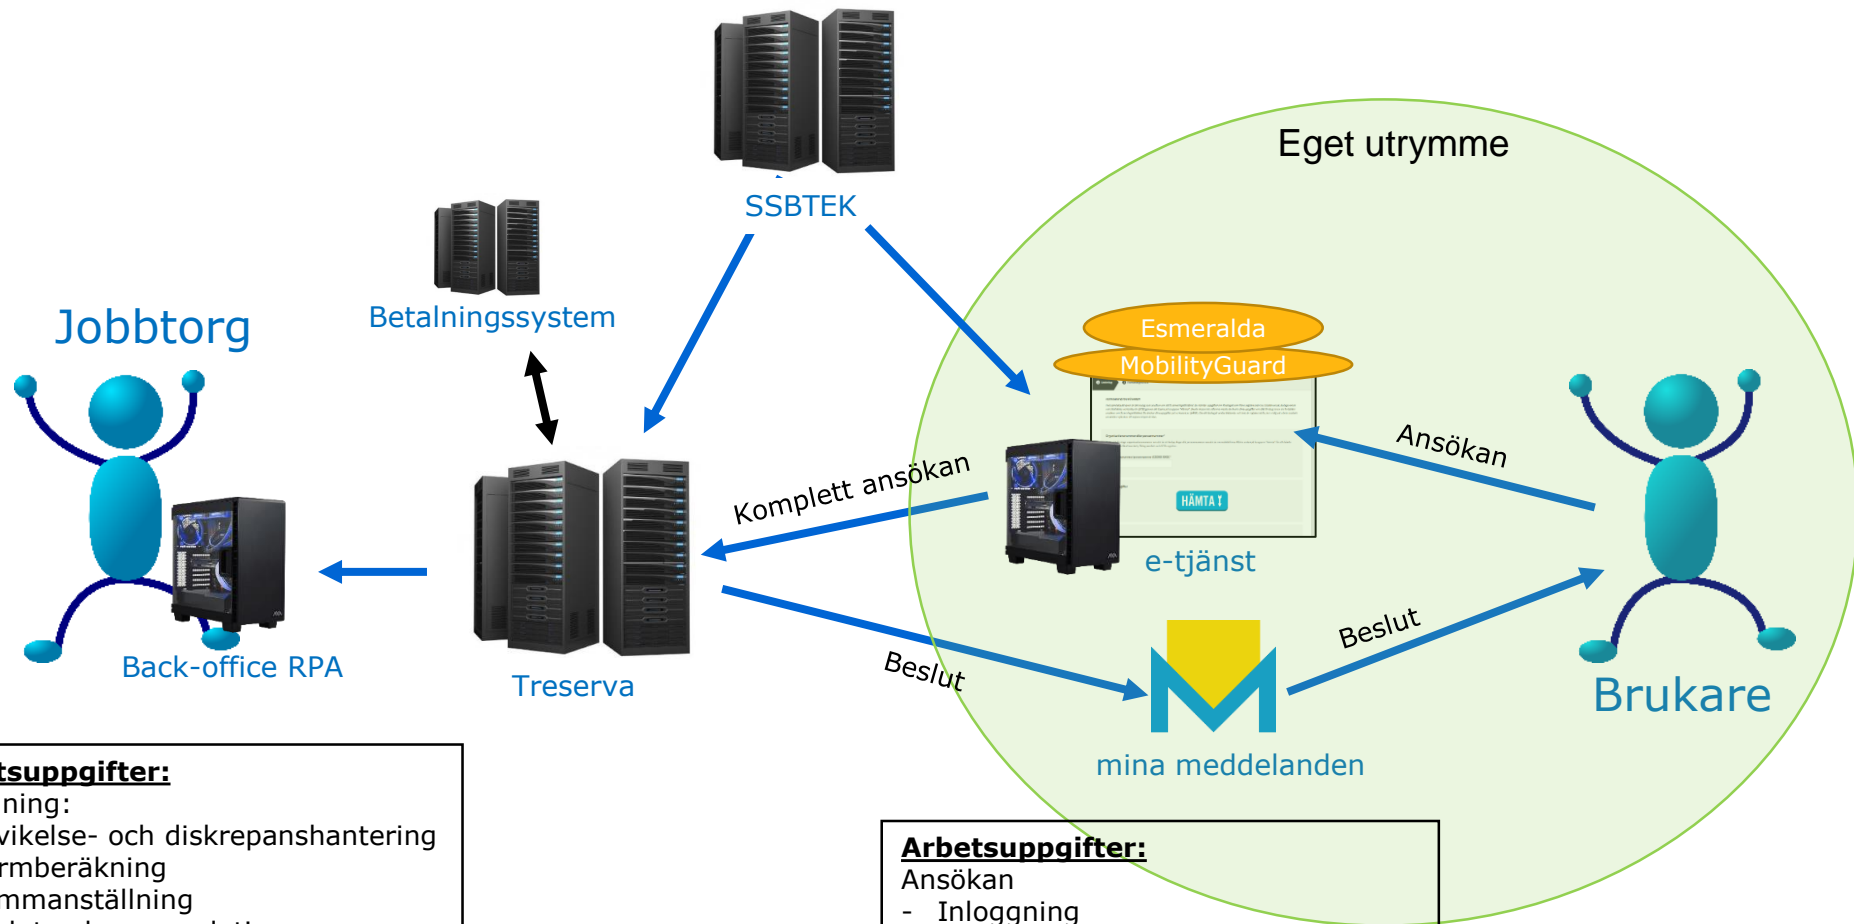 SSBTEK
Eget utrymme
Betalningssystem
Jobbtorg
Esmeralda
MobilityGuard
HÄMTA
e-tjänst
Ansökan
Komplett ansökan
Beslut
Beslut
Back-office RPA
Treserva
mina meddelanden
Brukare
tsuppgifter:
ning:
vikelse- och diskrepanshantering
rmberäkning
mmanställning
Arbetsuppgifter:
Ansökan
- Inloggning